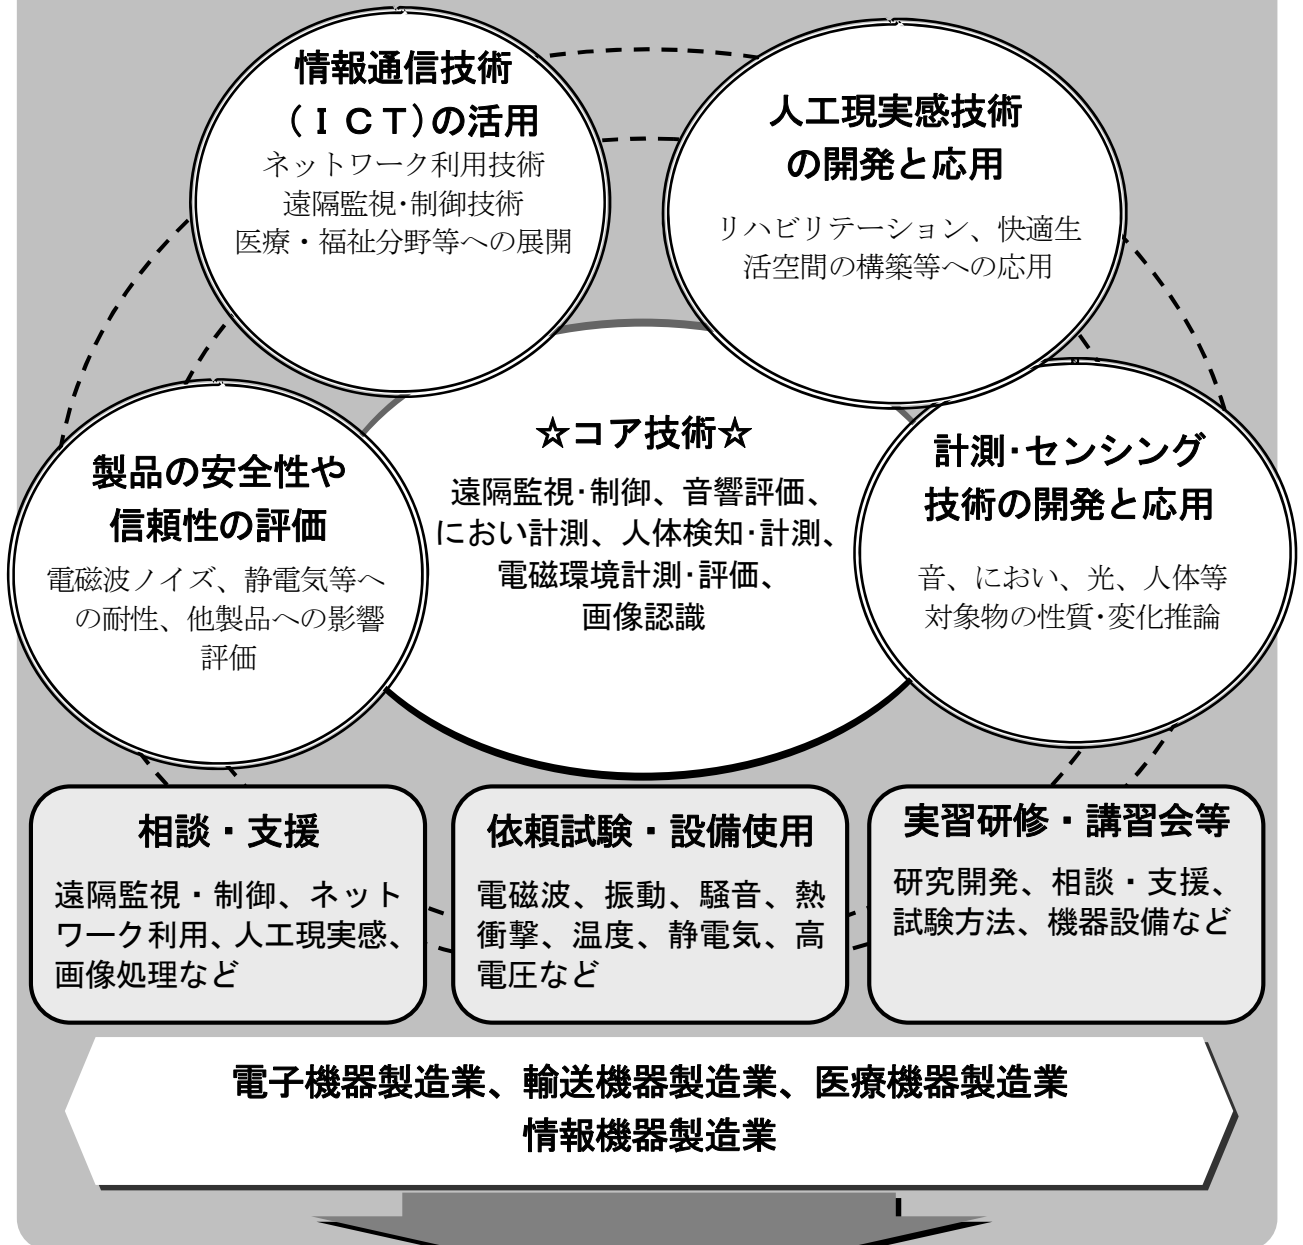 情報通信技術
(ＩＣＴ)の活用
ネットワーク利用技術
遠隔監視･制御技術
医療・福祉分野等への展開
人工現実感技術
の開発と応用
リハビリテーション、快適生
活空間の構築等への応用
製品の安全性や
信頼性の評価
電磁波ノイズ、静電気等へ
の耐性、他製品への影響
評価
☆コア技術☆
遠隔監視･制御、音響評価、
におい計測、人体検知･計測、
電磁環境計測･評価、
画像認識
計測･センシング
技術の開発と応用
音、におい、光、人体等
対象物の性質･変化推論
相談・支援
遠隔監視・制御、ネット
ワーク利用、人工現実感、
画像処理など
依頼試験・設備使用
電磁波、振動、騒音、熱
衝撃、温度、静電気、高
電圧など
実習研修・講習会等
研究開発、相談・支援、
試験方法、機器設備など
電子機器製造業、輸送機器製造業、医療機器製造業
情報機器製造業